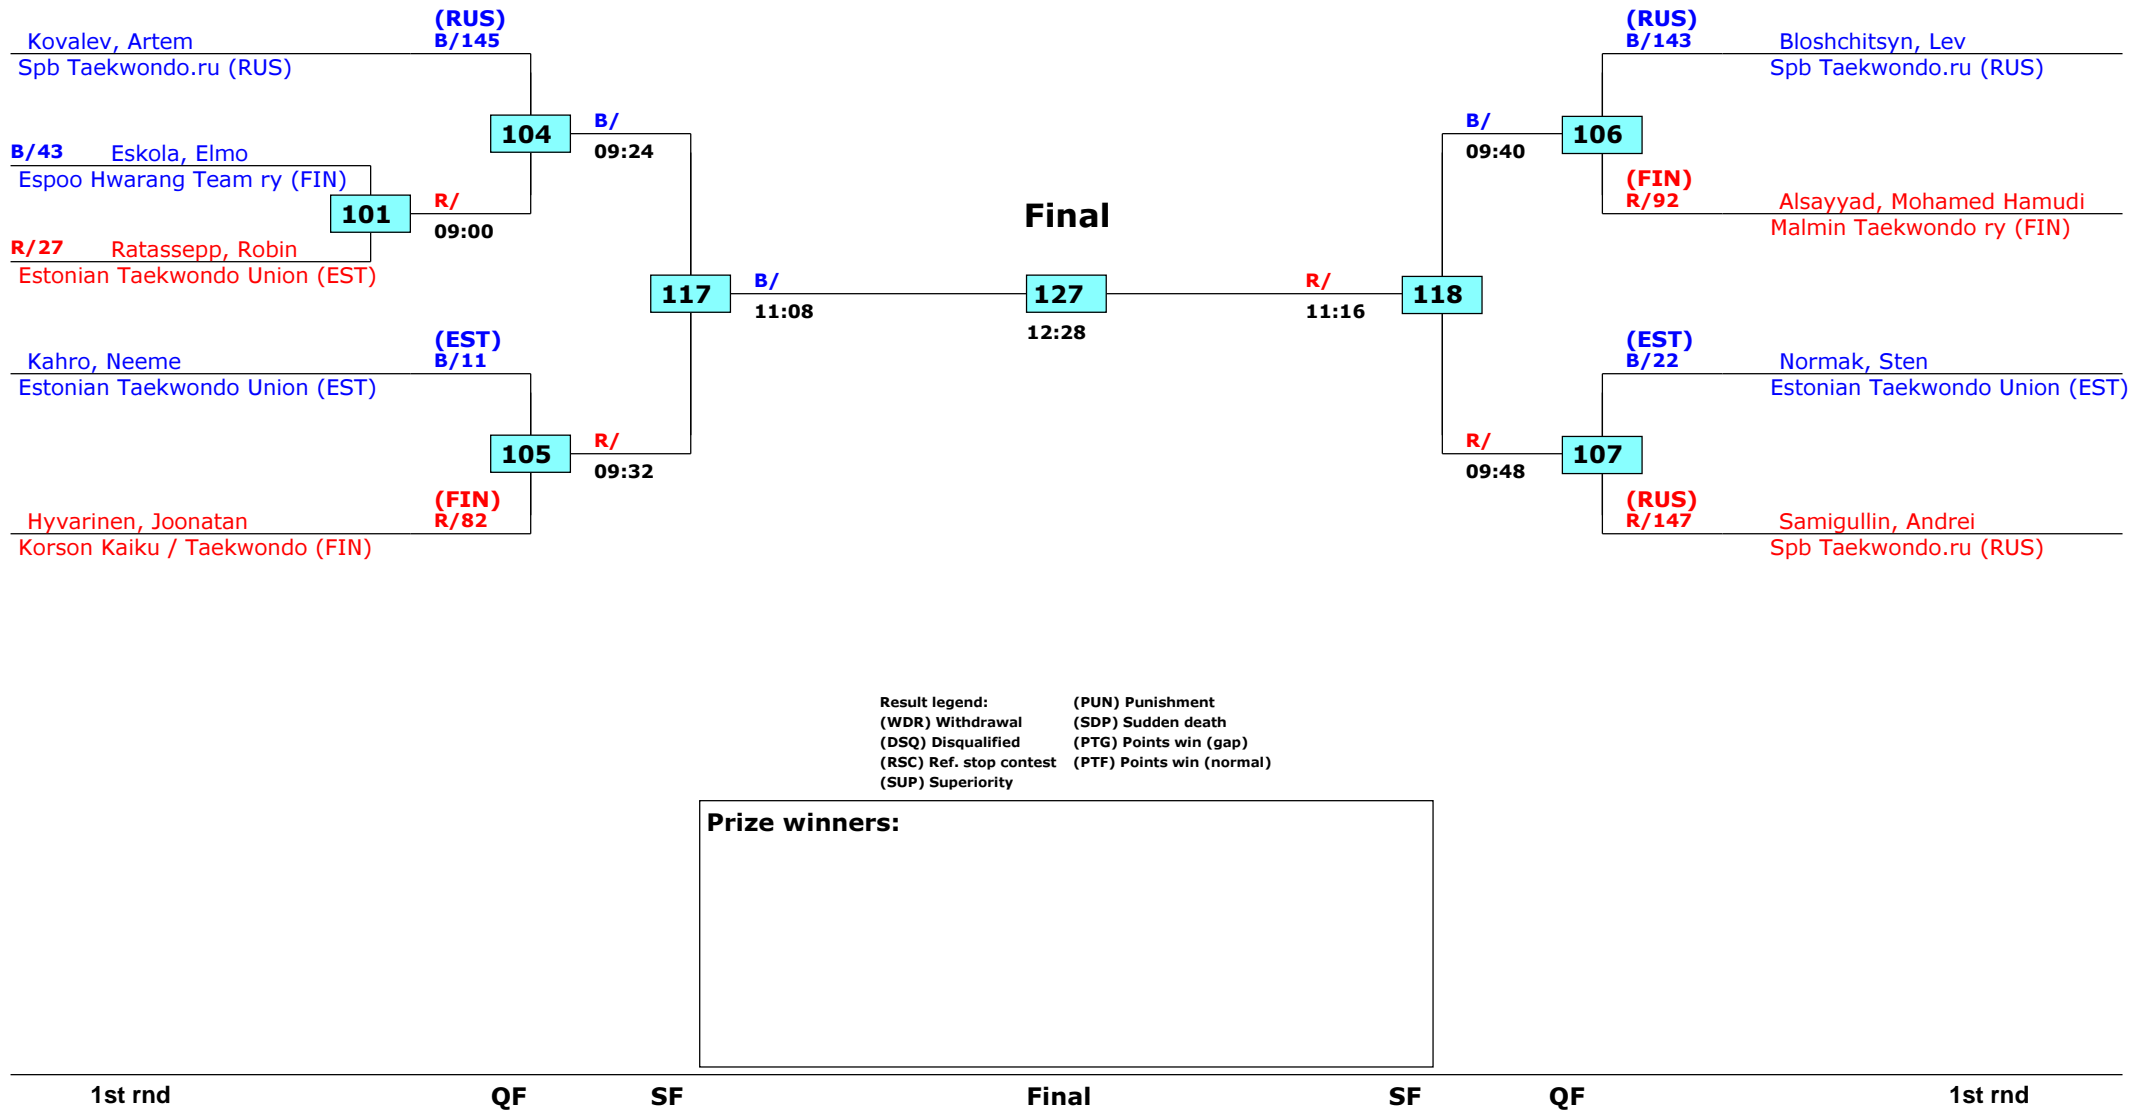 (RUS)
Kovalev, Artem B/145
Spb Taekwondo.ru (RUS)
104 B/
09:24
B/43 Eskola, Elmo
Espoo Hwarang Team ry (FIN)
101 R/
09:00
R/27 Ratassepp, Robin
Estonian Taekwondo Union (EST)
117 B/
11:08
(EST)
Kahro, Neeme B/11
Estonian Taekwondo Union (EST)
105 R/
09:32
(FIN)
Hyvarinen, Joonatan R/82
Korson Kaiku / Taekwondo (FIN)
Final
127
12:28
(RUS)
B/143 Bloshchitsyn, Lev
Spb Taekwondo.ru (RUS)
B/ 106
09:40
(FIN)
R/92 Alsayyad, Mohamed Hamudi
Malmin Taekwondo ry (FIN)
R/ 118
11:16
(EST)
B/22 Normak, Sten
Estonian Taekwondo Union (EST)
R/ 107
09:48
(RUS)
R/147 Samigullin, Andrei
Spb Taekwondo.ru (RUS)
Result legend: (PUN) Punishment
(WDR) Withdrawal (SDP) Sudden death
(DSQ) Disqualified (PTG) Points win (gap)
(RSC) Ref. stop contest (PTF) Points win (normal)
(SUP) Superiority
Prize winners:
1st rnd QF SF Final SF QF 1st rnd